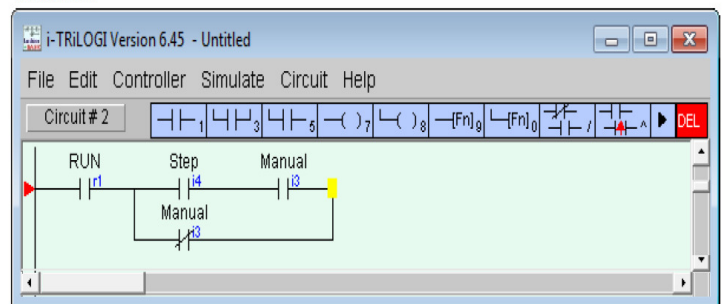 i-TRiLOGI Version 6.45 - Untitled
File Edit Controller Simulate Circuit Help
Circuit # 2 1 3 5 ( )7 ( )8 [Fn]9 [Fn]0 / ^ DEL
RUN Step Manual
r1 i4 i3
Manual
i3